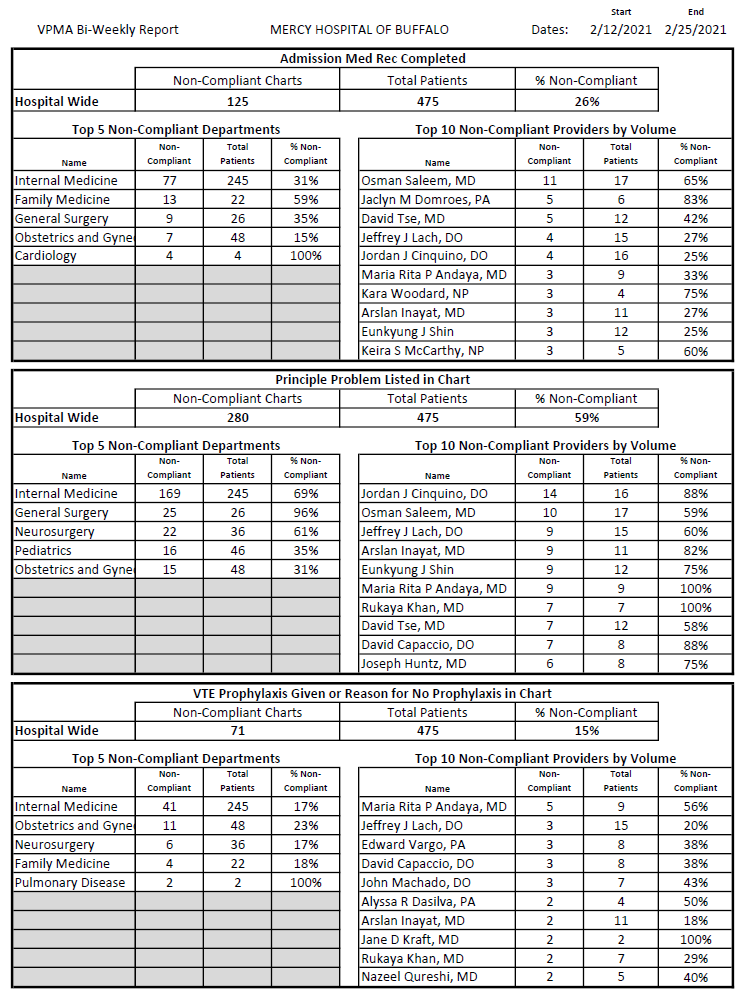 Start End
VPMA Bi-Weekly Report MERCY HOSPITAL OF BUFFALO Dates: 2/12/2021 2/25/2021
Admission Med Rec Completed
Non-Compliant Charts Total Patients % Non-Compliant
Hospital Wide 125 475 26%
Top 5 Non-Compliant Departments
Name Non-Compliant Total Patients % Non-Compliant
Internal Medicine 77 245 31%
Family Medicine 13 22 59%
General Surgery 9 26 35%
Obstetrics and Gyne 7 48 15%
Cardiology 4 4 100%
Top 10 Non-Compliant Providers by Volume
Name Non-Compliant Total Patients % Non-Compliant
Osman Saleem, MD 11 17 65%
Jaclyn M Domroes, PA 5 6 83%
David Tse, MD 5 12 42%
Jeffrey J Lach, DO 4 15 27%
Jordan J Cinquino, DO 4 16 25%
Maria Rita P Andaya, MD 3 9 33%
Kara Woodard, NP 3 4 75%
Arslan Inayat, MD 3 11 27%
Eunkyung J Shin 3 12 25%
Keira S McCarthy, NP 3 5 60%
Principle Problem Listed in Chart
Non-Compliant Charts Total Patients % Non-Compliant
Hospital Wide 280 475 59%
Top 5 Non-Compliant Departments
Name Non-Compliant Total Patients % Non-Compliant
Internal Medicine 169 245 69%
General Surgery 25 26 96%
Neurosurgery 22 36 61%
Pediatrics 16 46 35%
Obstetrics and Gyne 15 48 31%
Top 10 Non-Compliant Providers by Volume
Name Non-Compliant Total Patients % Non-Compliant
Jordan J Cinquino, DO 14 16 88%
Osman Saleem, MD 10 17 59%
Jeffrey J Lach, DO 9 15 60%
Arslan Inayat, MD 9 11 82%
Eunkyung J Shin 9 12 75%
Maria Rita P Andaya, MD 9 9 100%
Rukaya Khan, MD 7 7 100%
David Tse, MD 7 12 58%
David Capaccio, DO 7 8 88%
Joseph Huntz, MD 6 8 75%
VTE Prophylaxis Given or Reason for No Prophylaxis in Chart
Non-Compliant Charts Total Patients % Non-Compliant
Hospital Wide 71 475 15%
Top 5 Non-Compliant Departments
Name Non-Compliant Total Patients % Non-Compliant
Internal Medicine 41 245 17%
Obstetrics and Gyne 11 48 23%
Neurosurgery 6 36 17%
Family Medicine 4 22 18%
Pulmonary Disease 2 2 100%
Top 10 Non-Compliant Providers by Volume
Name Non-Compliant Total Patients % Non-Compliant
Maria Rita P Andaya, MD 5 9 56%
Jeffrey J Lach, DO 3 15 20%
Edward Vargo, PA 3 8 38%
David Capaccio, DO 3 8 38%
John Machado, DO 3 7 43%
Alyssa R Dasilva, PA 2 4 50%
Arslan Inayat, MD 2 11 18%
Jane D Kraft, MD 2 2 100%
Rukaya Khan, MD 2 7 29%
Nazeel Qureshi, MD 2 5 40%